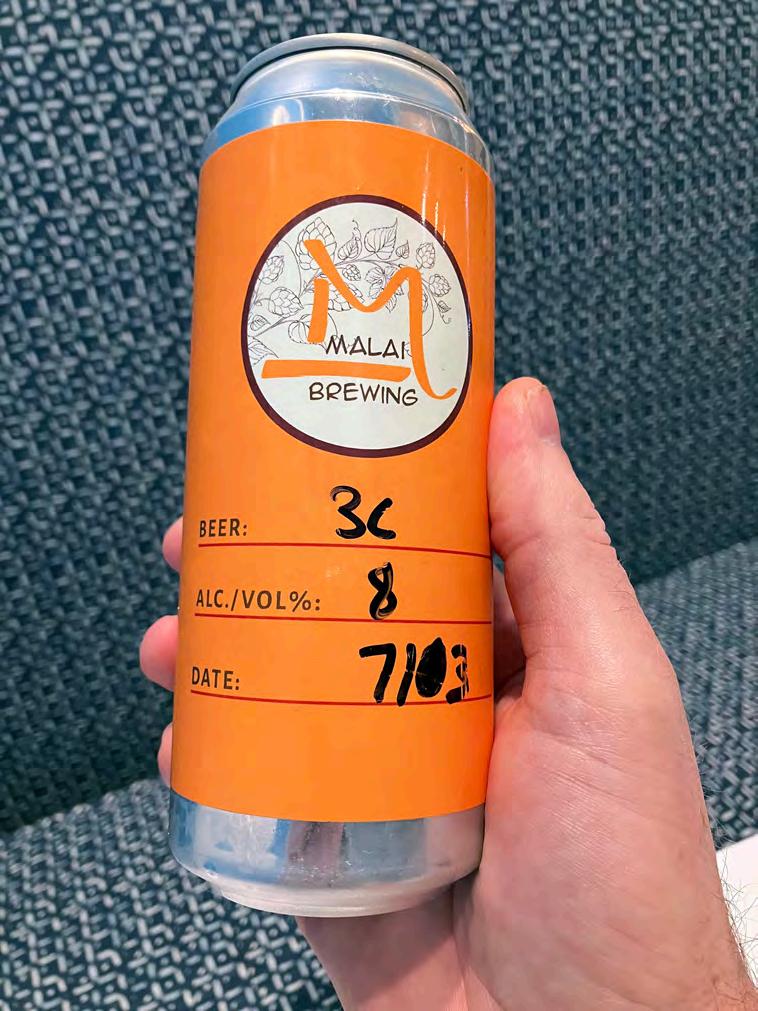 M
MALAI
BREWING
BEER: 3C
ALC./VOL%: 8
DATE: